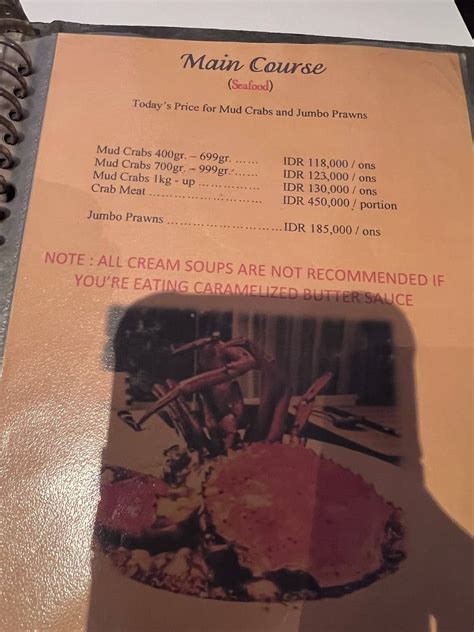 Main Course
(Seafood)
Today's Price for Mud Crabs and Jumbo Prawns
Mud Crabs 400gr. – 699gr. ...... IDR 118,000 / ons
Mud Crabs 700gr. – 999gr. ...... IDR 123,000 / ons
Mud Crabs 1kg - up ............... IDR 130,000 / ons
Crab Meat .......................... IDR 450,000 / portion
Jumbo Prawns ........................ IDR 185,000 / ons
NOTE : ALL CREAM SOUPS ARE NOT RECOMMENDED IF
YOU'RE EATING CARAMELIZED BUTTER SAUCE